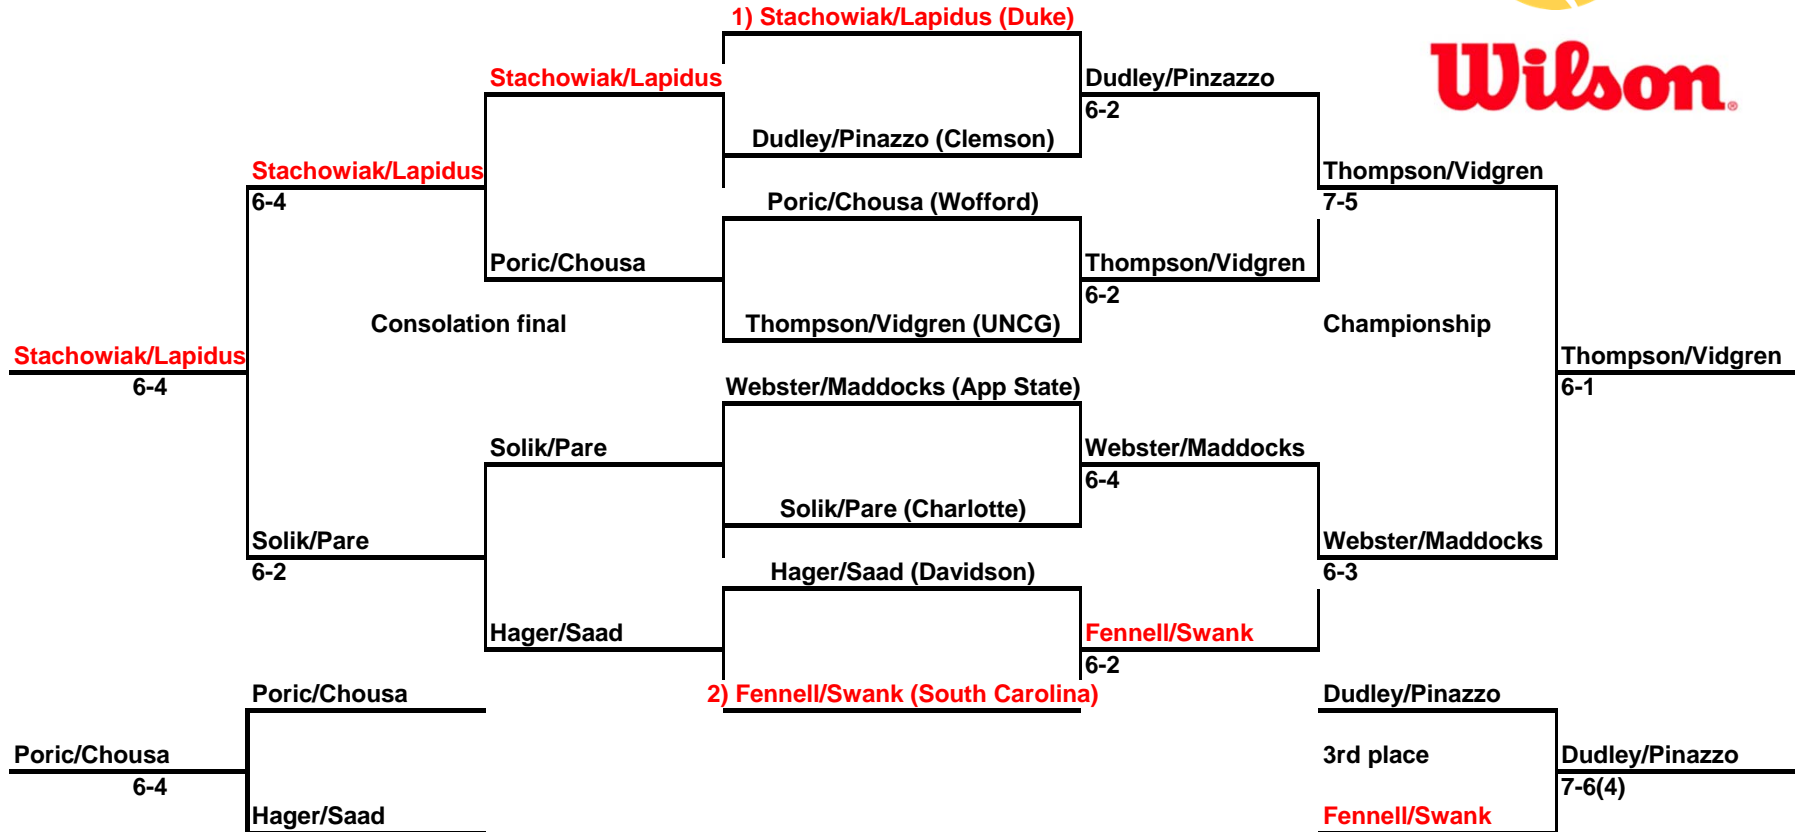 1) Stachowiak/Lapidus (Duke)
Wilson
Stachowiak/Lapidus
Dudley/Pinzazzo
6-2
Dudley/Pinazzo (Clemson)
Stachowiak/Lapidus
6-4
Thompson/Vidgren
7-5
Poric/Chousa (Wofford)
Poric/Chousa
Thompson/Vidgren
6-2
Consolation final
Thompson/Vidgren (UNCG)
Championship
Stachowiak/Lapidus
6-4
Thompson/Vidgren
6-1
Webster/Maddocks (App State)
Solik/Pare
Webster/Maddocks
6-4
Solik/Pare (Charlotte)
Solik/Pare
6-2
Webster/Maddocks
6-3
Hager/Saad (Davidson)
Hager/Saad
Fennell/Swank
6-2
Poric/Chousa
2) Fennell/Swank (South Carolina)
Dudley/Pinazzo
Poric/Chousa
6-4
3rd place
Dudley/Pinazzo
7-6(4)
Hager/Saad
Fennell/Swank